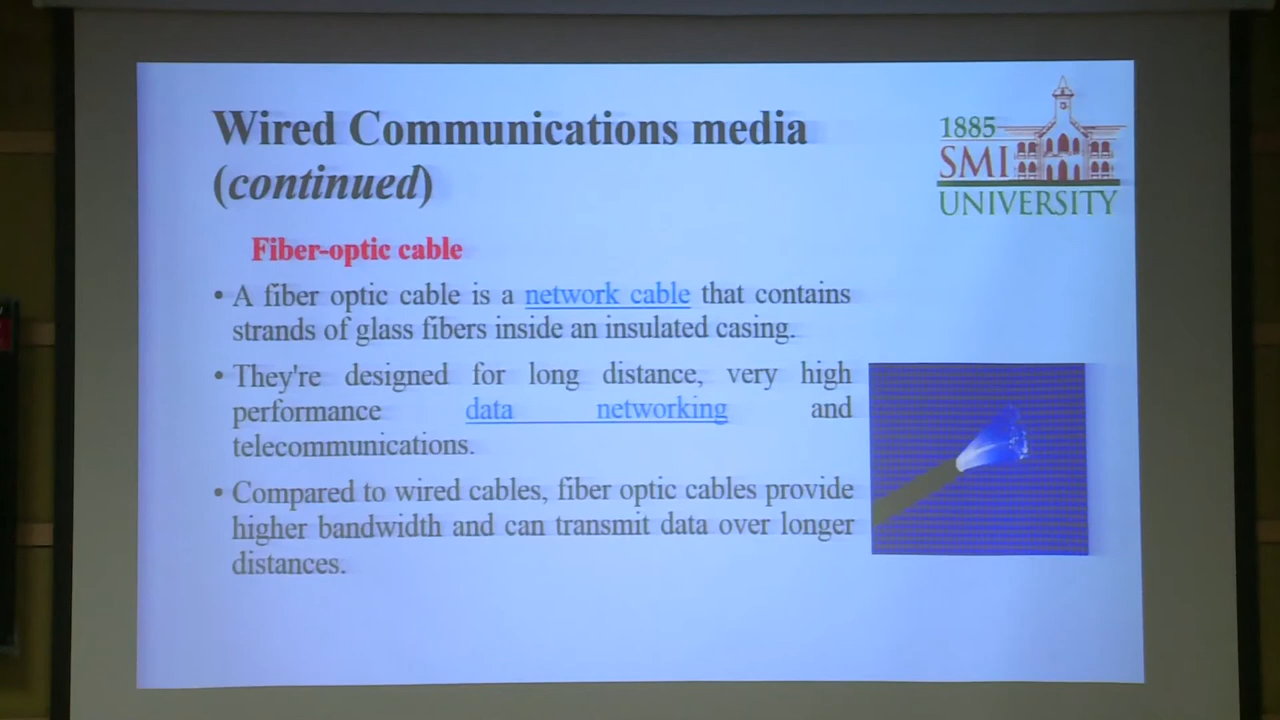 Wired Communications media
(continued)
1885
SMI
UNIVERSITY
Fiber-optic cable
• A fiber optic cable is a network cable that contains
strands of glass fibers inside an insulated casing.
• They're designed for long distance, very high
performance data networking and
telecommunications.
• Compared to wired cables, fiber optic cables provide
higher bandwidth and can transmit data over longer
distances.